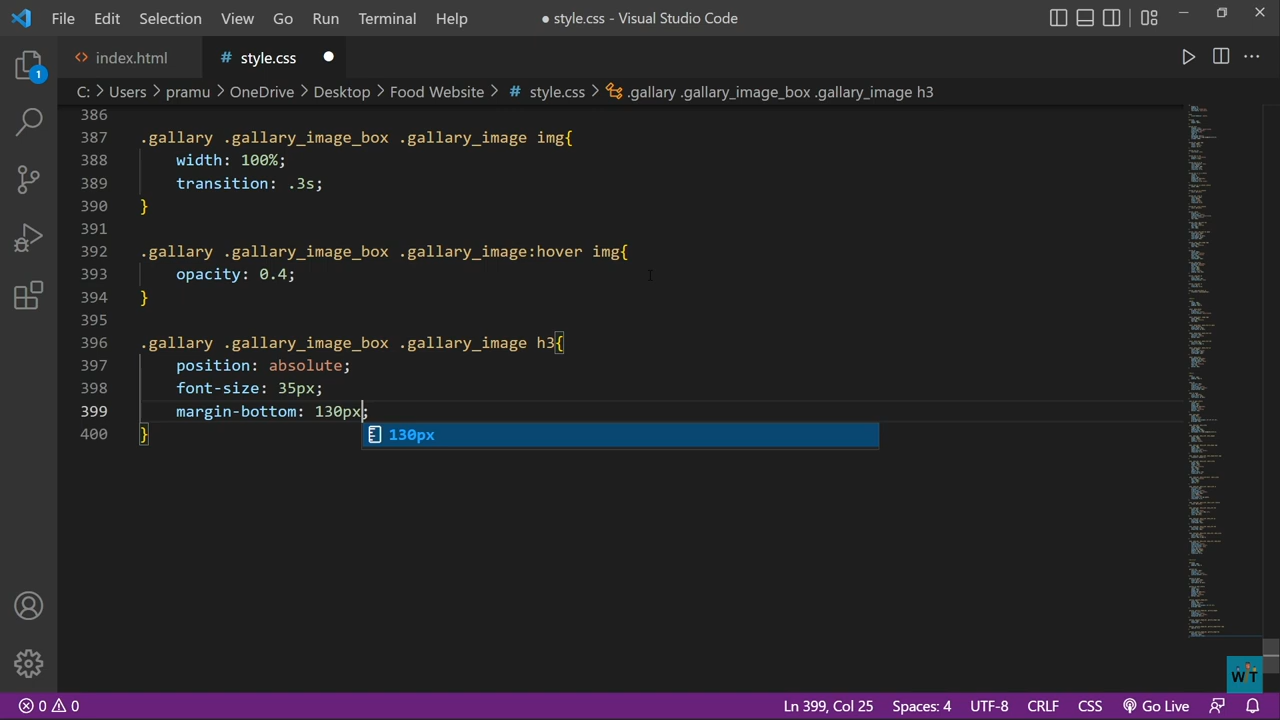 File Edit Selection View Go Run Terminal Help ● style.css - Visual Studio Code
<> index.html # style.css
C: > Users > pramu > OneDrive > Desktop > Food Website > # style.css > .gallary .gallary_image_box .gallary_image h3
1
386
387 .gallary .gallary_image_box .gallary_image img{
388 width: 100%;
389 transition: .3s;
390 }
391
392 .gallary .gallary_image_box .gallary_image:hover img{
393 opacity: 0.4;
394 }
395
396 .gallary .gallary_image_box .gallary_image h3{
397 position: absolute;
398 font-size: 35px;
399 margin-bottom: 130px;
400 }
130px
WT
0 0 Ln 399, Col 25 Spaces: 4 UTF-8 CRLF CSS Go Live